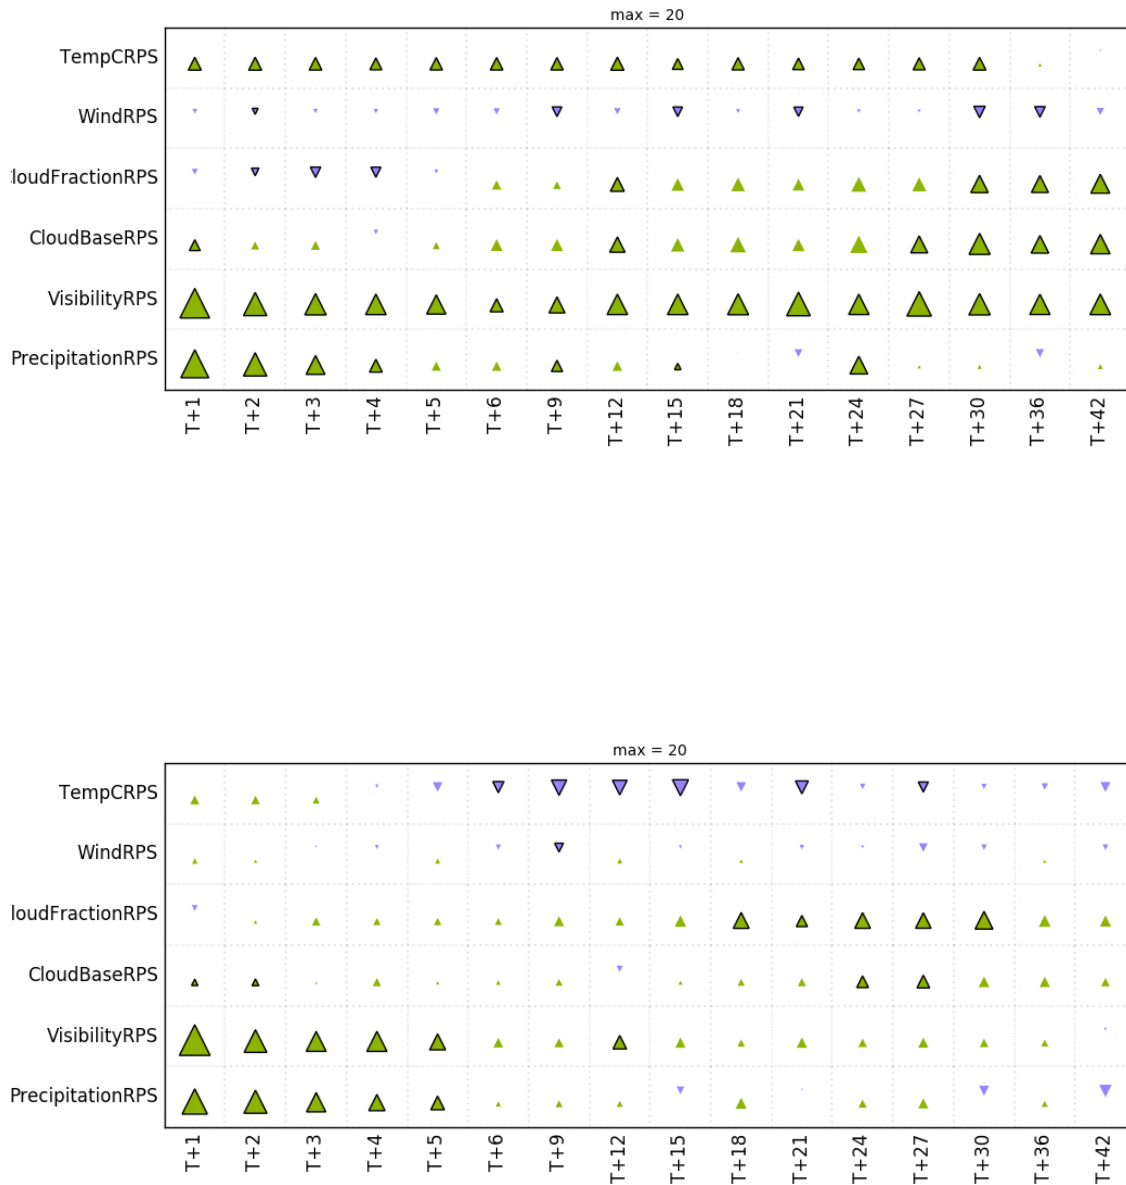 max = 20
TempCRPS
WindRPS
loudFractionRPS
CloudBaseRPS
VisibilityRPS
PrecipitationRPS
T+1 T+2 T+3 T+4 T+5 T+6 T+9 T+12 T+15 T+18 T+21 T+24 T+27 T+30 T+36 T+42
max = 20
TempCRPS
WindRPS
loudFractionRPS
CloudBaseRPS
VisibilityRPS
PrecipitationRPS
T+1 T+2 T+3 T+4 T+5 T+6 T+9 T+12 T+15 T+18 T+21 T+24 T+27 T+30 T+36 T+42